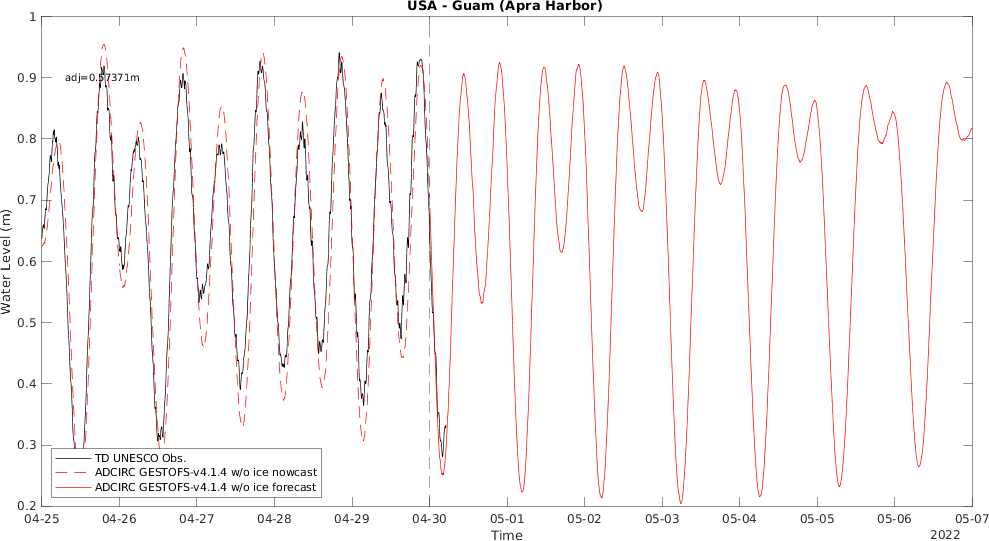 USA - Guam (Apra Harbor)
1
0.9
0.8
0.7
0.6
0.5
0.4
0.3
0.2
Water Level (m)
adj=0.57371m
TD UNESCO Obs.
ADCIRC GESTOFS-v4.1.4 w/o ice nowcast
ADCIRC GESTOFS-v4.1.4 w/o ice forecast
04-25 04-26 04-27 04-28 04-29 04-30 05-01 05-02 05-03 05-04 05-05 05-06 05-07
Time
2022